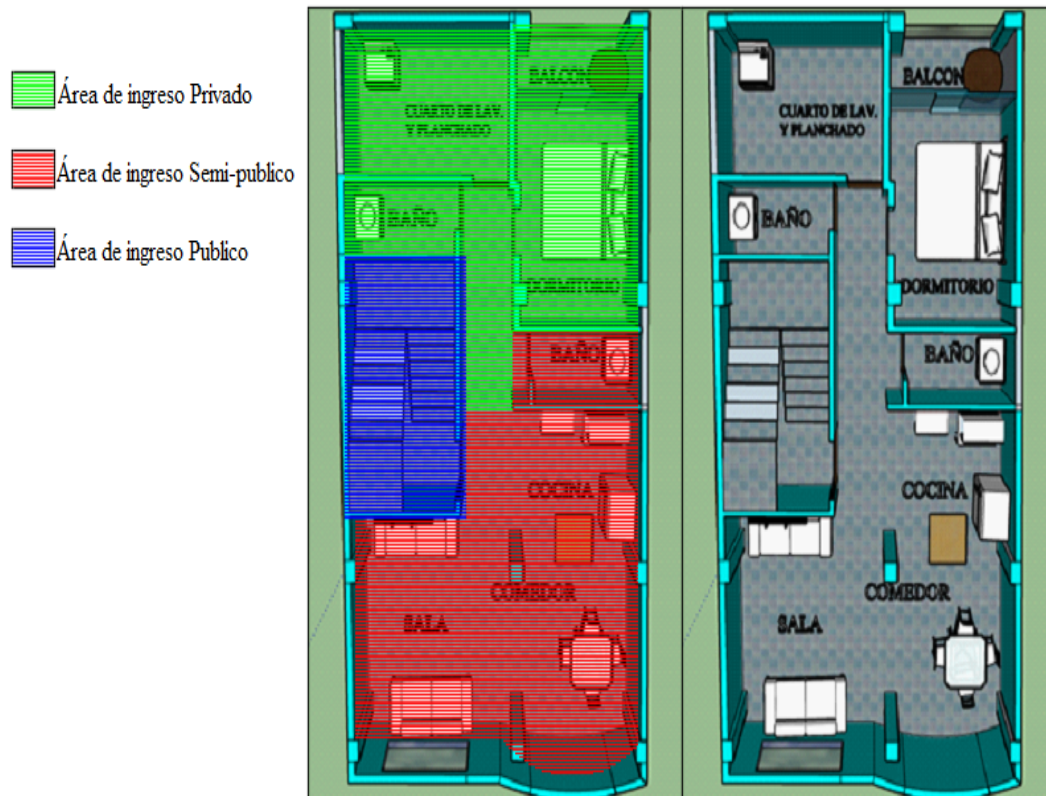 Área de ingreso Privado
Área de ingreso Semi-publico
Área de ingreso Publico
BALCON
CUARTO DE LAV.
Y PLANCHADO
BAÑO
DORMITORIO
BAÑO
COCINA
COMEDOR
SALA
BALCON
CUARTO DE LAV.
Y PLANCHADO
BAÑO
DORMITORIO
BAÑO
COCINA
COMEDOR
SALA